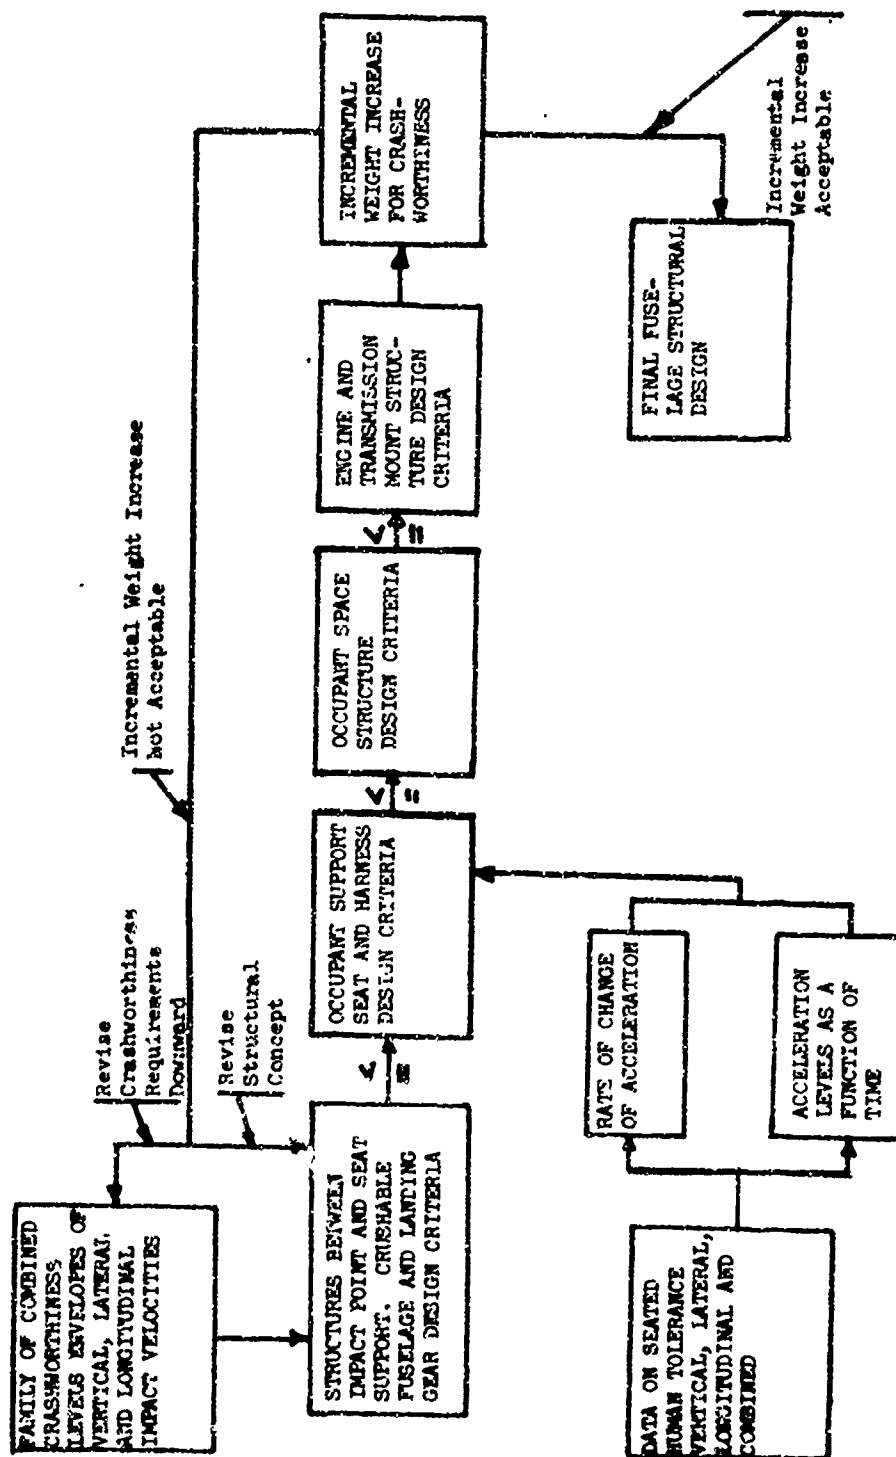 FAMILY OF COMBINED
CRASHWORTHINESS
LEVELS ENVELOPES OF
VERTICAL, LATERAL
AND LONGITUDINAL
IMPACT VELOCITIES
Revise
Crashworthiness
Requirements
Downward
Revise
Structural
Concept
Incremental Weight Increase
Not Acceptable
STRUCTURES BETWEEN
IMPACT POINT AND SEAT
SUPPORT. CRUSHABLE
FUSELAGE AND LANDING
GEAR DESIGN CRITERIA
< =
OCCUPANT SUPPORT
SEAT AND HARNESS
DESIGN CRITERIA
< =
OCCUPANT SPACE
STRUCTURE
DESIGN CRITERIA
< =
ENGINE AND
TRANSMISSION
MOUNT STRUC-
TURE DESIGN
CRITERIA
INCREMENTAL
WEIGHT INCREASE
FOR CRASH-
WORTHINESS
DATA ON SEATED
HUMAN TOLERANCE
VERTICAL, LATERAL,
LONGITUDINAL AND
COMBINED
RATE OF CHANGE
OF ACCELERATION
ACCELERATION
LEVELS AS A
FUNCTION OF
TIME
FINAL FUSE-
LAGE STRUCTURAL
DESIGN
Incremental
Weight Increase
Acceptable